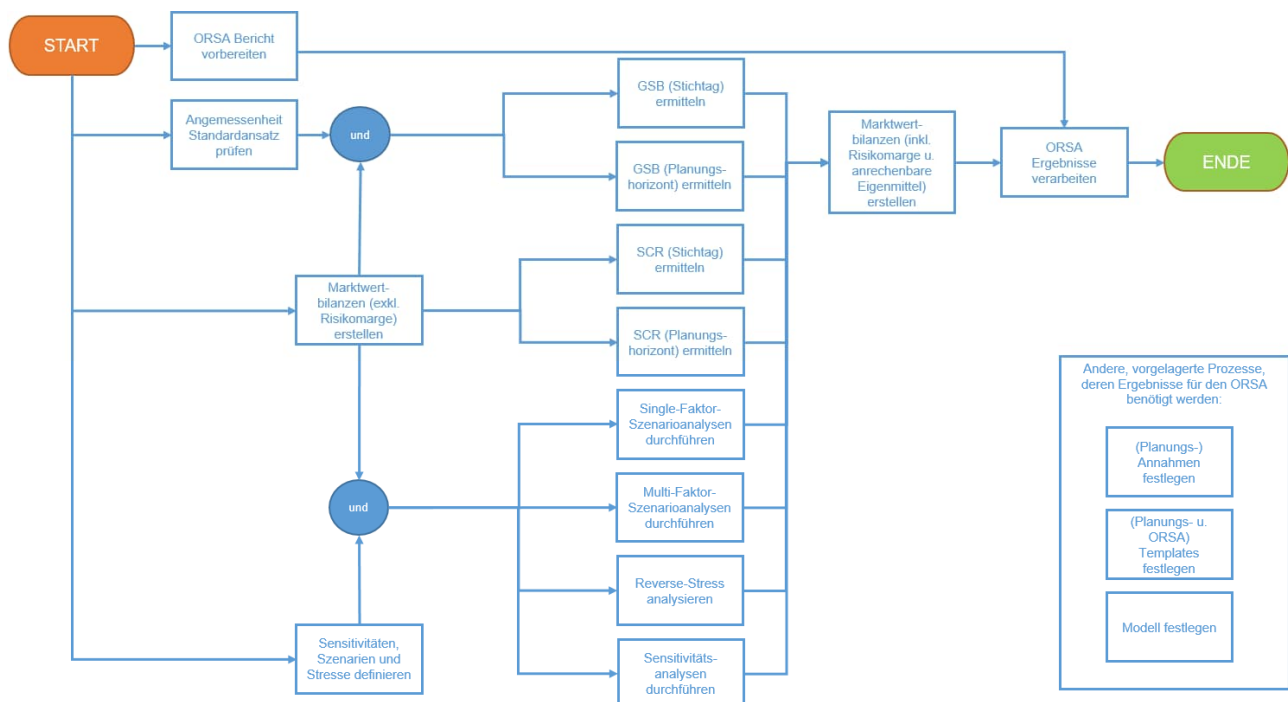 START
ORSA Bericht
vorbereiten
Angemessenheit
Standardansatz
prüfen
und
GSB (Stichtag)
ermitteln
GSB (Planungs-
horizont) ermitteln
Marktwert-
bilanzen (inkl.
Risikomarge u.
anrechenbare
Eigenmittel)
erstellen
ORSA
Ergebnisse
verarbeiten
ENDE
Marktwert-
bilanzen (exkl.
Risikomarge)
erstellen
SCR (Stichtag)
ermitteln
SCR (Planungs-
horizont) ermitteln
und
Single-Faktor-
Szenarioanalysen
durchführen
Multi-Faktor-
Szenarioanalysen
durchführen
Reverse-Stress
analysieren
Sensitivitäts-
analysen
durchführen
Sensitivitäten,
Szenarien und
Stresse definieren
Andere, vorgelagerte Prozesse,
deren Ergebnisse für den ORSA
benötigt werden:
(Planungs-)
Annahmen
festlegen
(Planungs- u.
ORSA)
Templates
festlegen
Modell festlegen